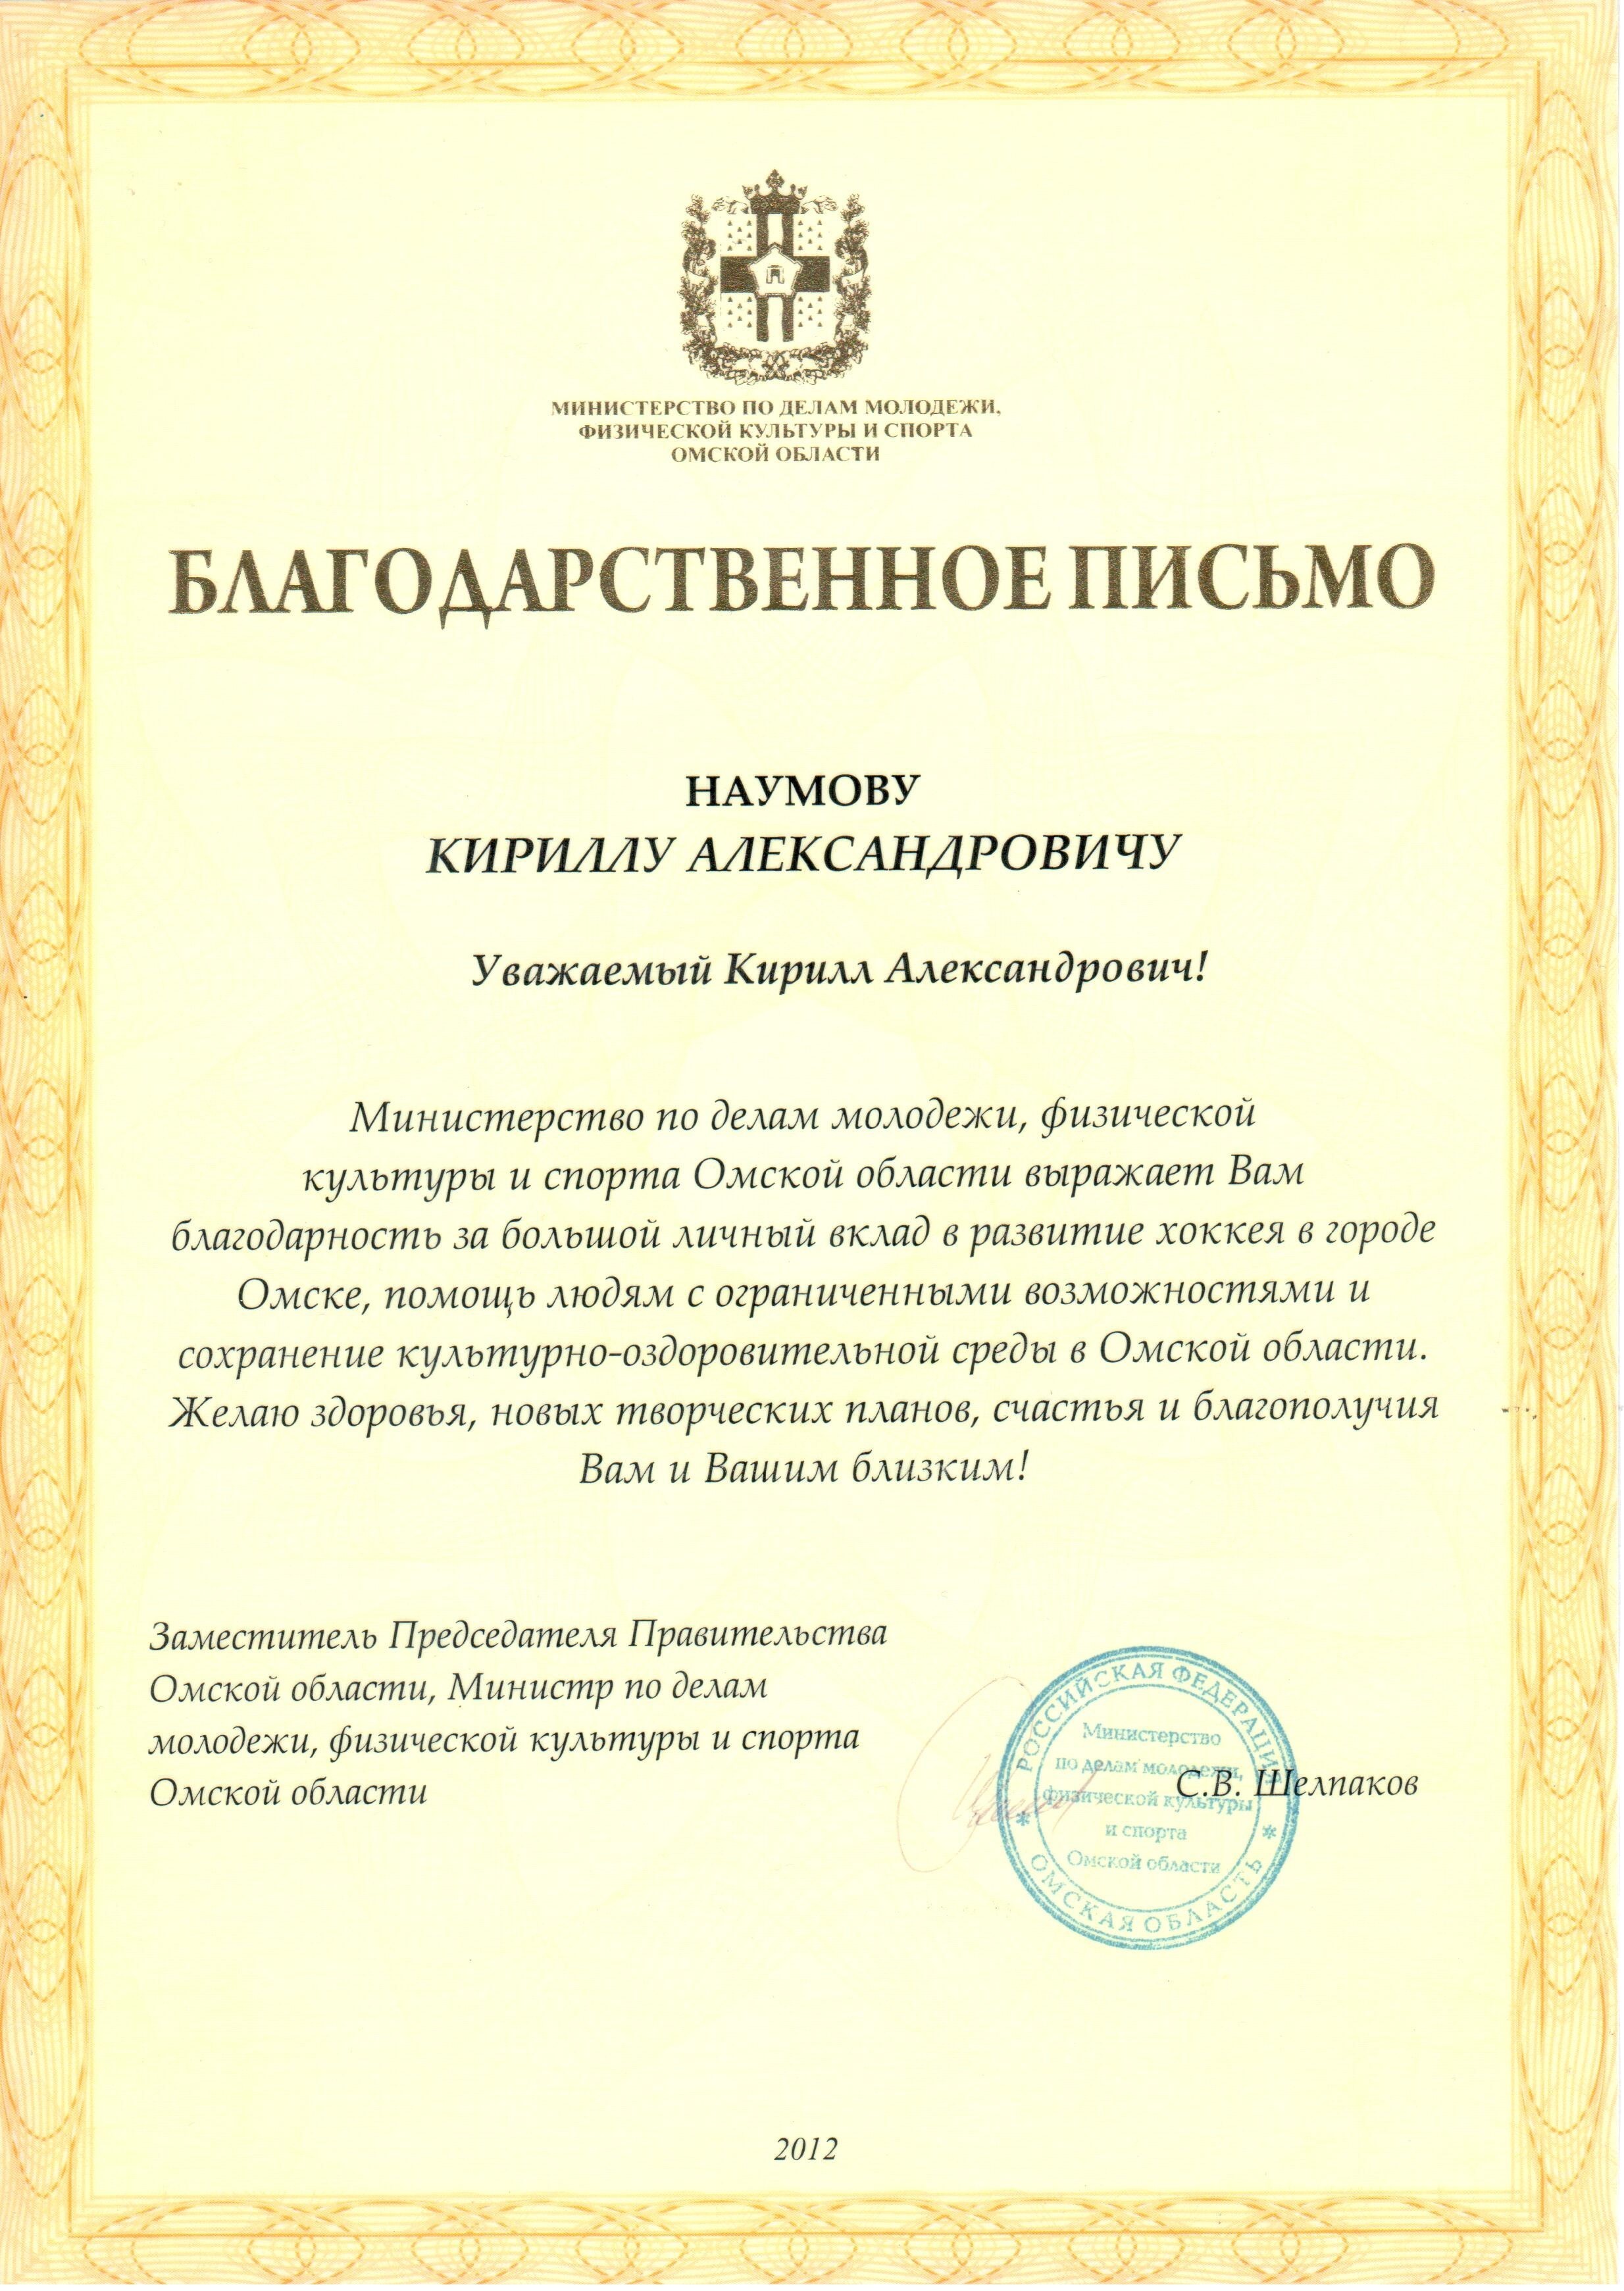 МИНИСТЕРСТВО ПО ДЕЛАМ МОЛОДЕЖИ,
ФИЗИЧЕСКОЙ КУЛЬТУРЫ И СПОРТА
ОМСКОЙ ОБЛАСТИ
БЛАГОДАРСТВЕННОЕ ПИСЬМО
НАУМОВУ
КИРИЛЛУ АЛЕКСАНДРОВИЧУ
Уважаемый Кирилл Александрович!
Министерство по делам молодежи, физической
культуры и спорта Омской области выражает Вам
благодарность за большой личный вклад в развитие хоккея в городе
Омске, помощь людям с ограниченными возможностями и
сохранение культурно-оздоровительной среды в Омской области.
Желаю здоровья, новых творческих планов, счастья и благополучия
Вам и Вашим близким!
Заместитель Председателя Правительства
Омской области, Министр по делам
молодежи, физической культуры и спорта
Омской области
С.В. Шелпаков
РОССИЙСКАЯ ФЕДЕРАЦИЯ
Министерство
по делам молодежи,
физической культуры
и спорта
Омской области
* ОМСКАЯ ОБЛАСТЬ *
2012